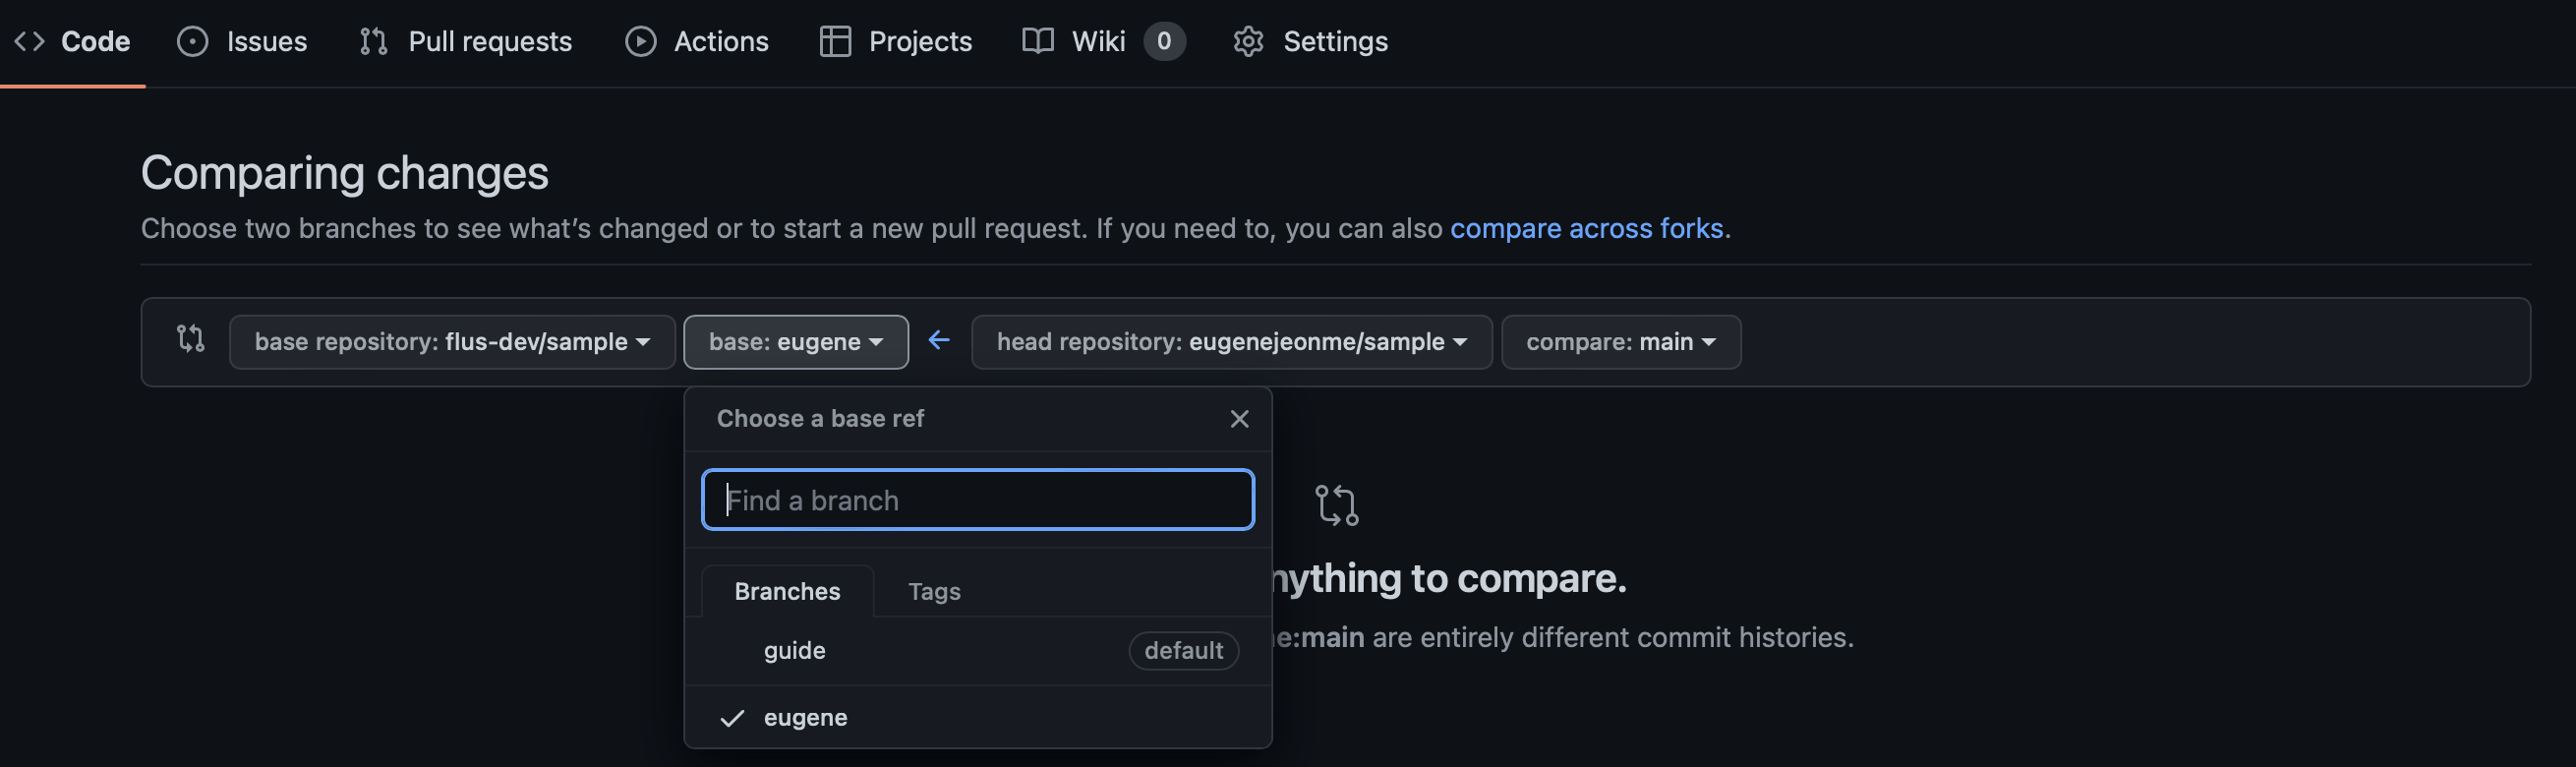 Code Issues Pull requests Actions Projects Wiki 0 Settings
Comparing changes
Choose two branches to see what’s changed or to start a new pull request. If you need to, you can also compare across forks.
base repository: flus-dev/sample base: eugene head repository: eugenejeonme/sample compare: main
Choose a base ref
Find a branch
nything to compare.
Branches Tags
e:main are entirely different commit histories.
guide default
eugene